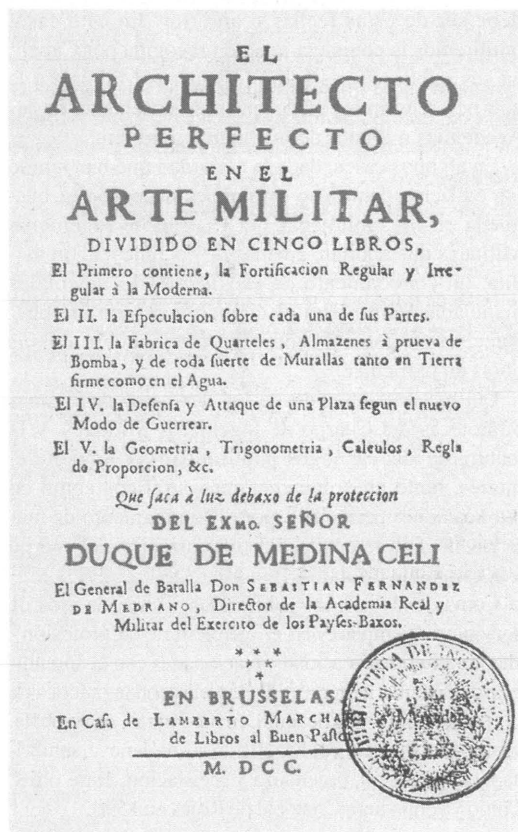 EL
ARCHITECTO
PERFECTO
EN EL
ARTE MILITAR,
DIVIDIDO EN CINCO LIBROS,
El Primero contiene, la Fortificacion Regular y Irre-
gular à la Moderna.
El II. la Eſpeculacion ſobre cada una de ſus Partes.
El III. la Fabrica de Quarteles, Almazenes à prueva de
Bomba, y de toda ſuerte de Murallas tanto en Tierra
firme como en el Agua.
El IV. la Defenſa y Attaque de una Plaza ſegun el nuevo
Modo de Guerrear.
El V. la Geometria, Trigonometria, Calculos, Regla
de Proporcion, &c.
Que ſaca à luz debaxo de la proteccion
DEL EXMO. SEÑOR
DUQUE DE MEDINA CELI
El General de Batalla Don SEBASTIAN FERNANDEZ
DE MEDRANO, Director de la Academia Real y
Militar del Exercito de los Payſes-Baxos.
EN BRUSSELAS
En Caſa de LAMBERTO MARCHA
de Libros al Buen Paſto
M. DCC.
BIBLIOTECA DE